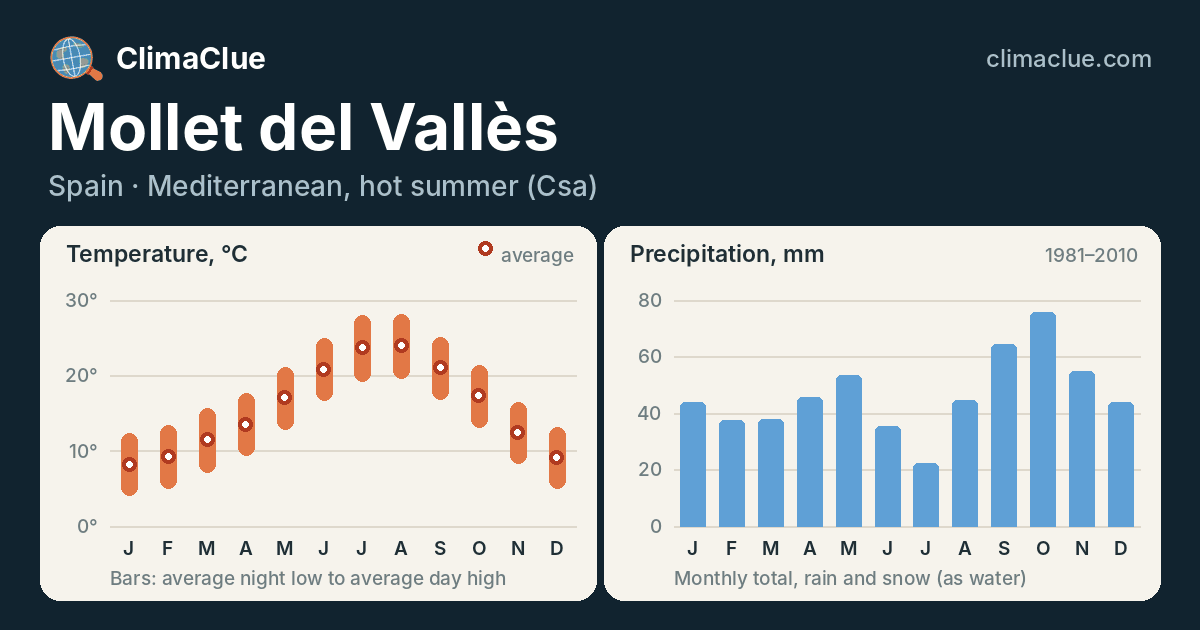 ClimaClue
climaclue.com
Mollet del Vallès
Spain · Mediterranean, hot summer (Csa)
Temperature, °C
average
30°
20°
10°
0°
J F M A M J J A S O N D
Bars: average night low to average day high
Precipitation, mm
1981–2010
80
60
40
20
0
J F M A M J J A S O N D
Monthly total, rain and snow (as water)